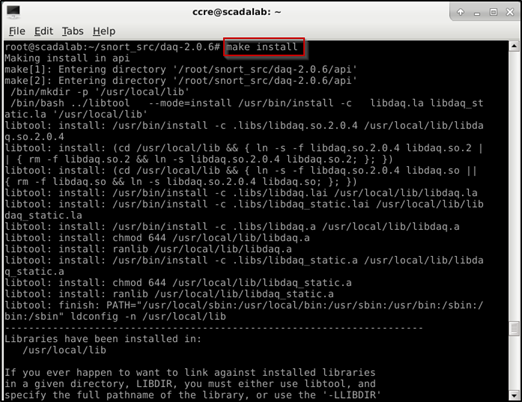 ccre@scadalab: ~
File Edit Tabs Help
root@scadalab:~/snort_src/daq-2.0.6# make install
Making install in api
make[1]: Entering directory '/root/snort_src/daq-2.0.6/api'
make[2]: Entering directory '/root/snort_src/daq-2.0.6/api'
 /bin/mkdir -p '/usr/local/lib'
 /bin/bash ../libtool   --mode=install /usr/bin/install -c   libdaq.la libdaq_st
atic.la '/usr/local/lib'
libtool: install: /usr/bin/install -c .libs/libdaq.so.2.0.4 /usr/local/lib/libda
q.so.2.0.4
libtool: install: (cd /usr/local/lib && { ln -s -f libdaq.so.2.0.4 libdaq.so.2 |
| { rm -f libdaq.so.2 && ln -s libdaq.so.2.0.4 libdaq.so.2; }; })
libtool: install: (cd /usr/local/lib && { ln -s -f libdaq.so.2.0.4 libdaq.so ||
{ rm -f libdaq.so && ln -s libdaq.so.2.0.4 libdaq.so; }; })
libtool: install: /usr/bin/install -c .libs/libdaq.lai /usr/local/lib/libdaq.la
libtool: install: /usr/bin/install -c .libs/libdaq_static.lai /usr/local/lib/lib
daq_static.la
libtool: install: /usr/bin/install -c .libs/libdaq.a /usr/local/lib/libdaq.a
libtool: install: chmod 644 /usr/local/lib/libdaq.a
libtool: install: ranlib /usr/local/lib/libdaq.a
libtool: install: /usr/bin/install -c .libs/libdaq_static.a /usr/local/lib/libda
q_static.a
libtool: install: chmod 644 /usr/local/lib/libdaq_static.a
libtool: install: ranlib /usr/local/lib/libdaq_static.a
libtool: finish: PATH="/usr/local/sbin:/usr/local/bin:/usr/sbin:/usr/bin:/sbin:/
bin:/sbin" ldconfig -n /usr/local/lib
----------------------------------------------------------------------
Libraries have been installed in:
   /usr/local/lib
If you ever happen to want to link against installed libraries
in a given directory, LIBDIR, you must either use libtool, and
specify the full pathname of the library, or use the '-LLIBDIR'